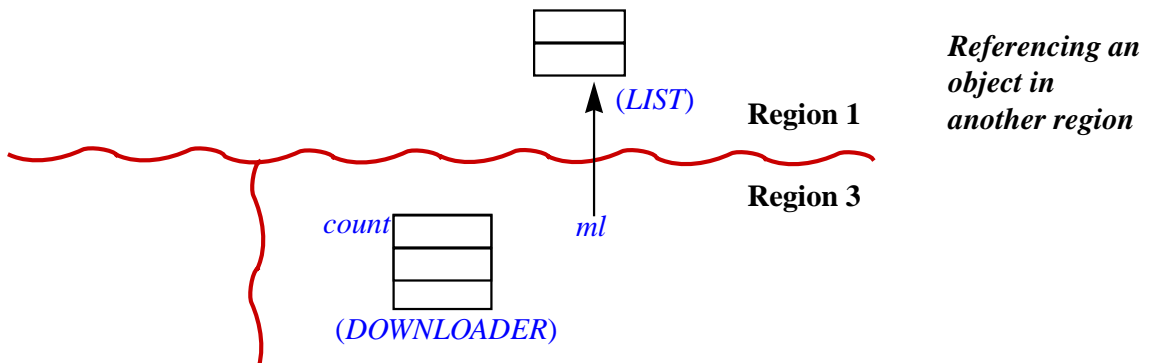 Referencing an
object in
another region
(LIST)
Region 1
Region 3
count
ml
(DOWNLOADER)